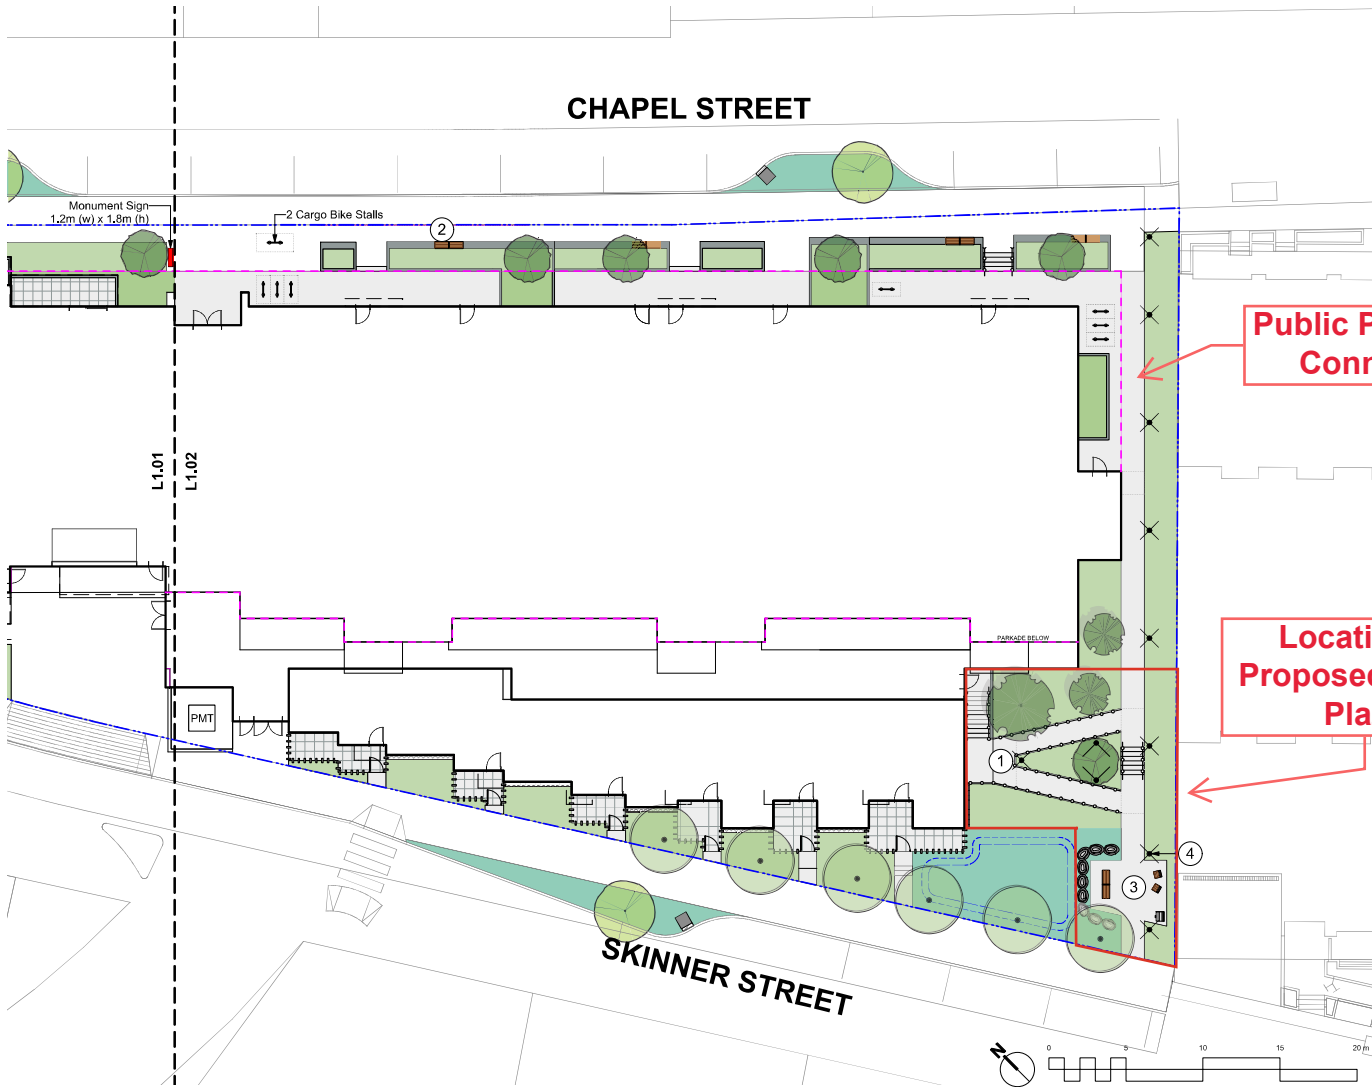 CHAPEL STREET
Monument Sign
1.2m (w) x 1.8m (h)
2 Cargo Bike Stalls
2
Public P
Conn
L1.01
L1.02
PARKADE BELOW
Locati
Proposed
Pla
PMT
1
4
3
SKINNER STREET
N
0 5 10 15 20 m